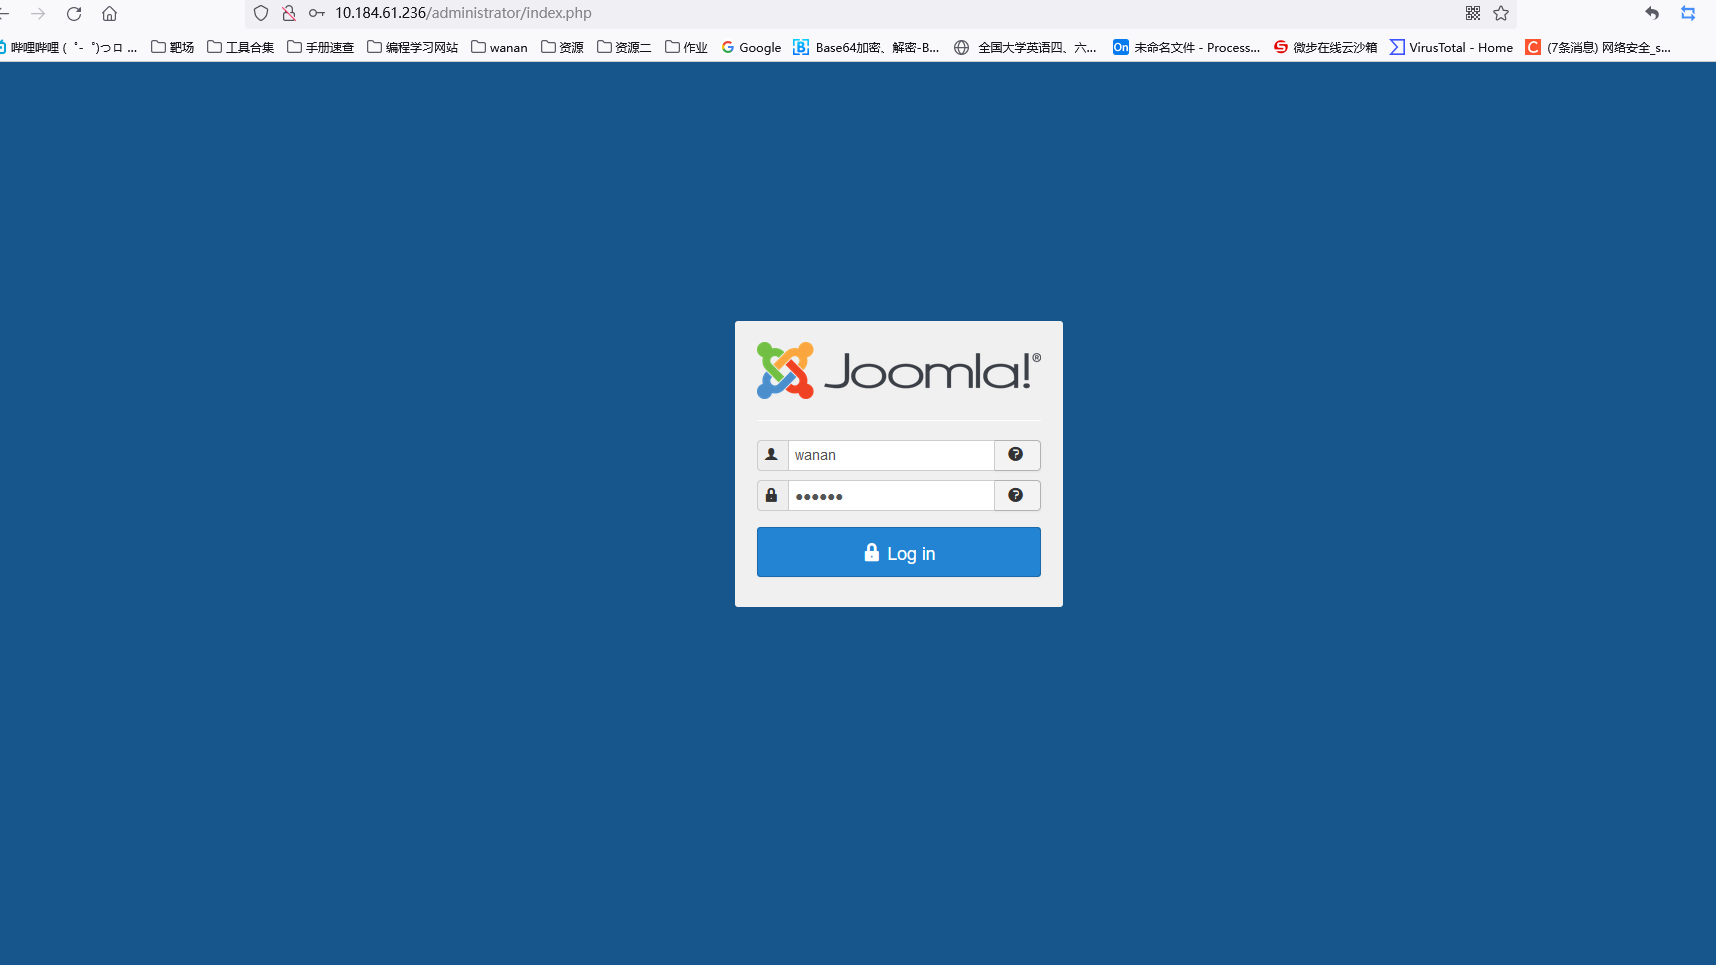 10.184.61.236/administrator/index.php
哔哩哔哩 ( ゜- ゜)つロ ... 靶场 工具合集 手册速查 编程学习网站 wanan 资源 资源二 作业 Google Base64加密、解密-B... 全国大学英语四、六... On 未命名文件 - Process... 微步在线云沙箱 VirusTotal - Home C (7条消息) 网络安全_s...
Joomla!®
wanan
Log in